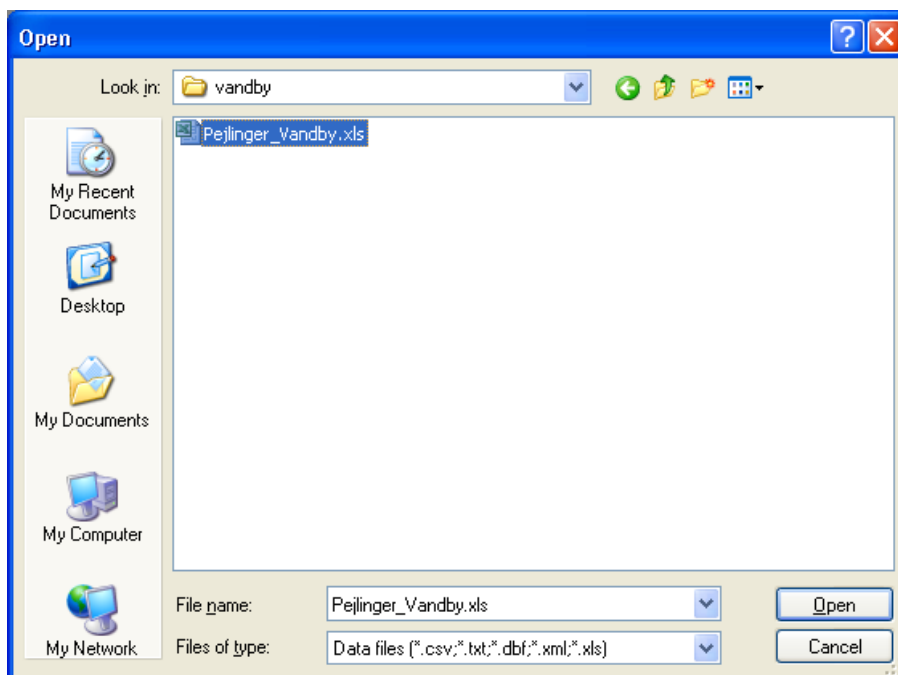 Open
Look in: vandby
Pejlinger_Vandby.xls
My Recent
Documents
Desktop
My Documents
My Computer
My Network
File name: Pejlinger_Vandby.xls Open
Files of type: Data files (*.csv;*.txt;*.dbf;*.xml;*.xls) Cancel